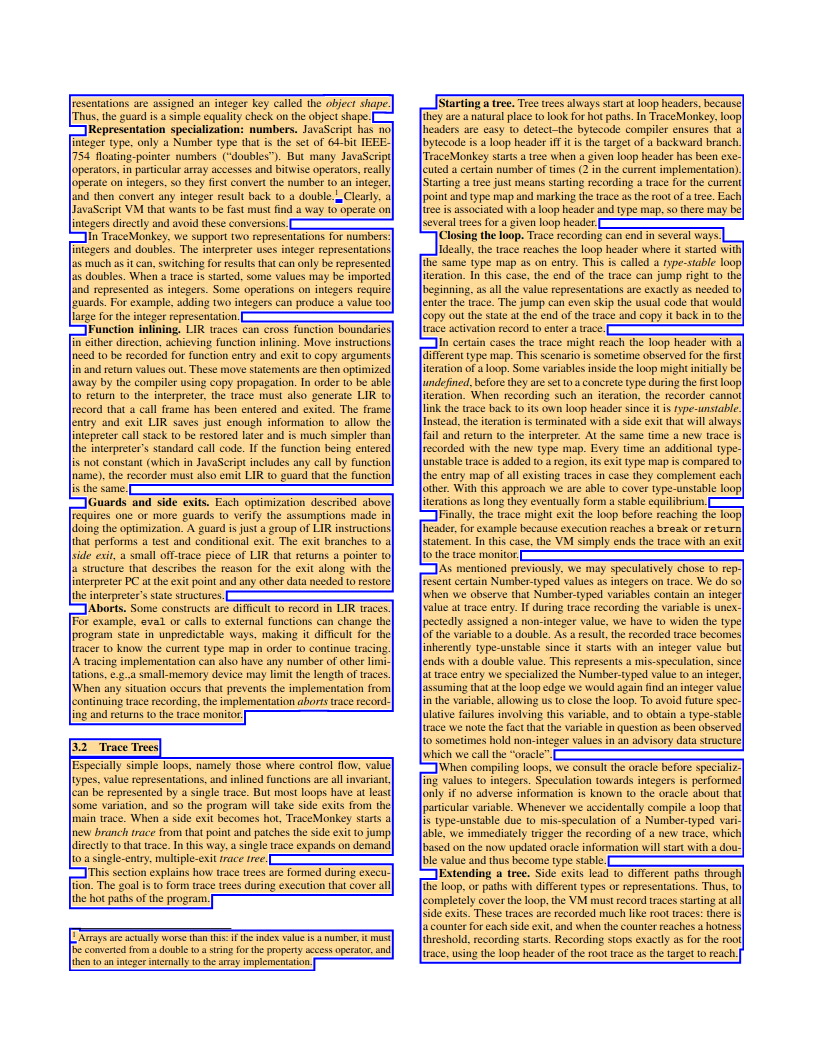 resentations are assigned an integer key called the object shape.
Thus, the guard is a simple equality check on the object shape.
Representation specialization: numbers. JavaScript has no
integer type, only a Number type that is the set of 64-bit IEEE-
754 floating-pointer numbers (“doubles”). But many JavaScript
operators, in particular array accesses and bitwise operators, really
operate on integers, so they first convert the number to an integer,
and then convert any integer result back to a double.1 Clearly, a
JavaScript VM that wants to be fast must find a way to operate on
integers directly and avoid these conversions.
In TraceMonkey, we support two representations for numbers:
integers and doubles. The interpreter uses integer representations
as much as it can, switching for results that can only be represented
as doubles. When a trace is started, some values may be imported
and represented as integers. Some operations on integers require
guards. For example, adding two integers can produce a value too
large for the integer representation.
Function inlining. LIR traces can cross function boundaries
in either direction, achieving function inlining. Move instructions
need to be recorded for function entry and exit to copy arguments
in and return values out. These move statements are then optimized
away by the compiler using copy propagation. In order to be able
to return to the interpreter, the trace must also generate LIR to
record that a call frame has been entered and exited. The frame
entry and exit LIR saves just enough information to allow the
intepreter call stack to be restored later and is much simpler than
the interpreter’s standard call code. If the function being entered
is not constant (which in JavaScript includes any call by function
name), the recorder must also emit LIR to guard that the function
is the same.
Guards and side exits. Each optimization described above
requires one or more guards to verify the assumptions made in
doing the optimization. A guard is just a group of LIR instructions
that performs a test and conditional exit. The exit branches to a
side exit, a small off-trace piece of LIR that returns a pointer to
a structure that describes the reason for the exit along with the
interpreter PC at the exit point and any other data needed to restore
the interpreter’s state structures.
Aborts. Some constructs are difficult to record in LIR traces.
For example, eval or calls to external functions can change the
program state in unpredictable ways, making it difficult for the
tracer to know the current type map in order to continue tracing.
A tracing implementation can also have any number of other limi-
tations, e.g.,a small-memory device may limit the length of traces.
When any situation occurs that prevents the implementation from
continuing trace recording, the implementation aborts trace record-
ing and returns to the trace monitor.
3.2 Trace Trees
Especially simple loops, namely those where control flow, value
types, value representations, and inlined functions are all invariant,
can be represented by a single trace. But most loops have at least
some variation, and so the program will take side exits from the
main trace. When a side exit becomes hot, TraceMonkey starts a
new branch trace from that point and patches the side exit to jump
directly to that trace. In this way, a single trace expands on demand
to a single-entry, multiple-exit trace tree.
This section explains how trace trees are formed during execu-
tion. The goal is to form trace trees during execution that cover all
the hot paths of the program.
1 Arrays are actually worse than this: if the index value is a number, it must
be converted from a double to a string for the property access operator, and
then to an integer internally to the array implementation.
Starting a tree. Tree trees always start at loop headers, because
they are a natural place to look for hot paths. In TraceMonkey, loop
headers are easy to detect–the bytecode compiler ensures that a
bytecode is a loop header iff it is the target of a backward branch.
TraceMonkey starts a tree when a given loop header has been exe-
cuted a certain number of times (2 in the current implementation).
Starting a tree just means starting recording a trace for the current
point and type map and marking the trace as the root of a tree. Each
tree is associated with a loop header and type map, so there may be
several trees for a given loop header.
Closing the loop. Trace recording can end in several ways.
Ideally, the trace reaches the loop header where it started with
the same type map as on entry. This is called a type-stable loop
iteration. In this case, the end of the trace can jump right to the
beginning, as all the value representations are exactly as needed to
enter the trace. The jump can even skip the usual code that would
copy out the state at the end of the trace and copy it back in to the
trace activation record to enter a trace.
In certain cases the trace might reach the loop header with a
different type map. This scenario is sometime observed for the first
iteration of a loop. Some variables inside the loop might initially be
undefined, before they are set to a concrete type during the first loop
iteration. When recording such an iteration, the recorder cannot
link the trace back to its own loop header since it is type-unstable.
Instead, the iteration is terminated with a side exit that will always
fail and return to the interpreter. At the same time a new trace is
recorded with the new type map. Every time an additional type-
unstable trace is added to a region, its exit type map is compared to
the entry map of all existing traces in case they complement each
other. With this approach we are able to cover type-unstable loop
iterations as long they eventually form a stable equilibrium.
Finally, the trace might exit the loop before reaching the loop
header, for example because execution reaches a break or return
statement. In this case, the VM simply ends the trace with an exit
to the trace monitor.
As mentioned previously, we may speculatively chose to rep-
resent certain Number-typed values as integers on trace. We do so
when we observe that Number-typed variables contain an integer
value at trace entry. If during trace recording the variable is unex-
pectedly assigned a non-integer value, we have to widen the type
of the variable to a double. As a result, the recorded trace becomes
inherently type-unstable since it starts with an integer value but
ends with a double value. This represents a mis-speculation, since
at trace entry we specialized the Number-typed value to an integer,
assuming that at the loop edge we would again find an integer value
in the variable, allowing us to close the loop. To avoid future spec-
ulative failures involving this variable, and to obtain a type-stable
trace we note the fact that the variable in question as been observed
to sometimes hold non-integer values in an advisory data structure
which we call the “oracle”.
When compiling loops, we consult the oracle before specializ-
ing values to integers. Speculation towards integers is performed
only if no adverse information is known to the oracle about that
particular variable. Whenever we accidentally compile a loop that
is type-unstable due to mis-speculation of a Number-typed vari-
able, we immediately trigger the recording of a new trace, which
based on the now updated oracle information will start with a dou-
ble value and thus become type stable.
Extending a tree. Side exits lead to different paths through
the loop, or paths with different types or representations. Thus, to
completely cover the loop, the VM must record traces starting at all
side exits. These traces are recorded much like root traces: there is
a counter for each side exit, and when the counter reaches a hotness
threshold, recording starts. Recording stops exactly as for the root
trace, using the loop header of the root trace as the target to reach.